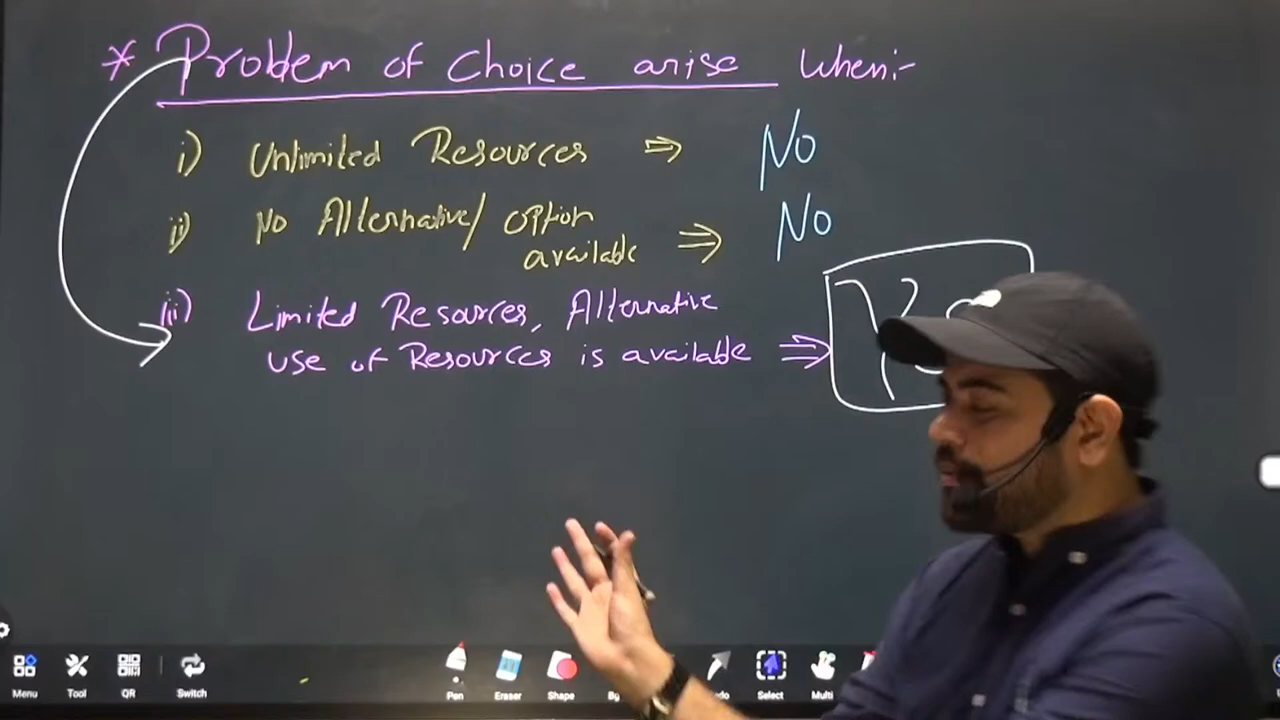 * Problem of Choice arise When:-
i) Unlimited Resources ⇒ No
ii) No Alternative/ option
available ⇒ No
iii) Limited Resources, Alternative
use of Resources is available ⇒
Menu Tool QR Switch Pen Eraser Shape Select Multi